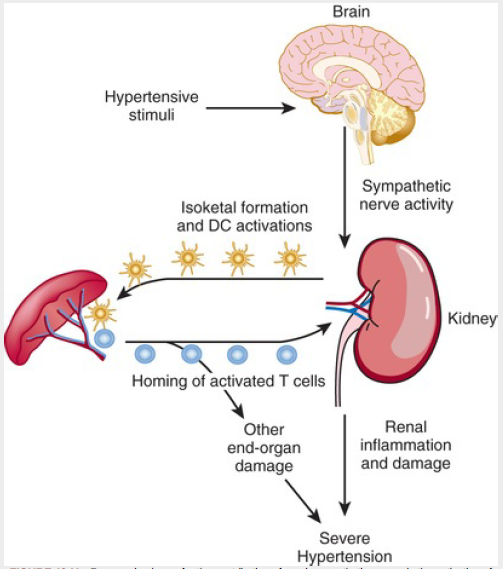 Brain
Hypertensive
stimuli
Sympathetic
nerve activity
Isoketal formation
and DC activations
Kidney
Homing of activated T cells
Other
end-organ
damage
Renal
inflammation
and damage
Severe
Hypertension